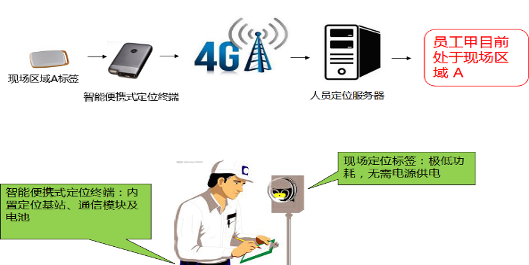 4G
员工甲目前
处于现场区
域 A
现场区域A标签
智能便携式定位终端
人员定位服务器
现场定位标签：极低功
耗，无需电源供电
智能便携式定位终端：内
置定位基站、通信模块及
电池